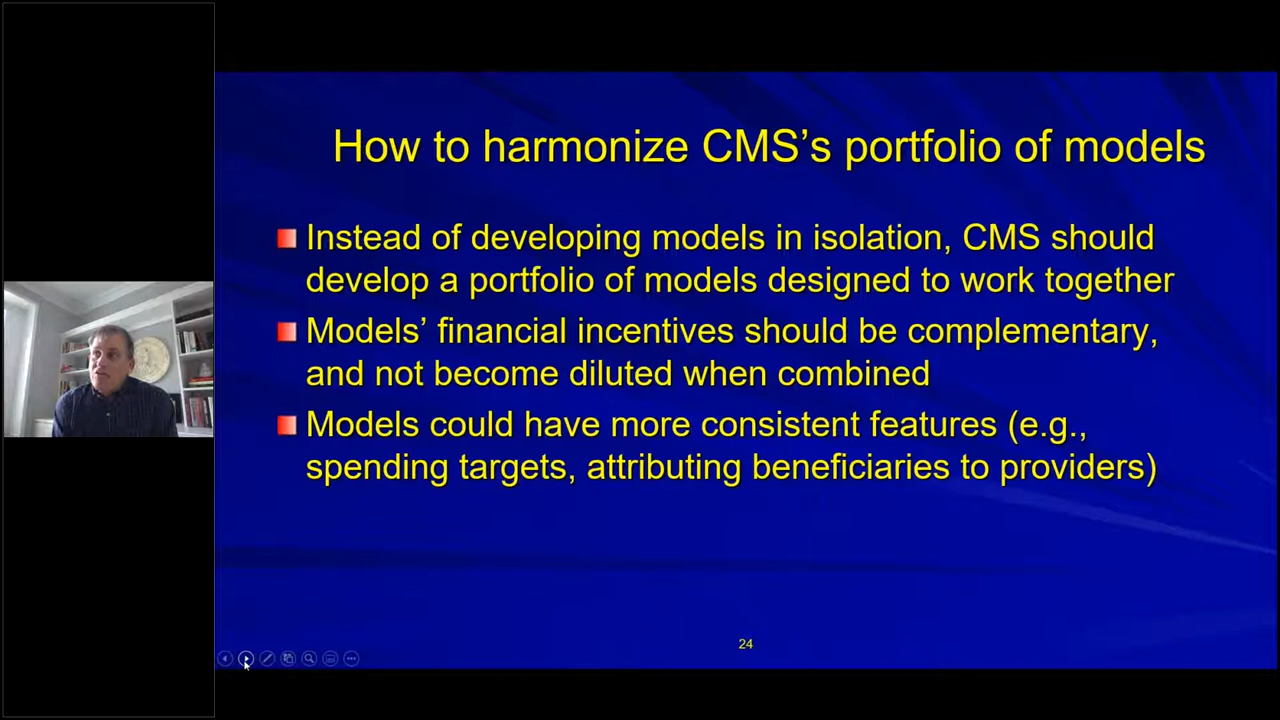 How to harmonize CMS’s portfolio of models
Instead of developing models in isolation, CMS should
develop a portfolio of models designed to work together
Models’ financial incentives should be complementary,
and not become diluted when combined
Models could have more consistent features (e.g.,
spending targets, attributing beneficiaries to providers)
24